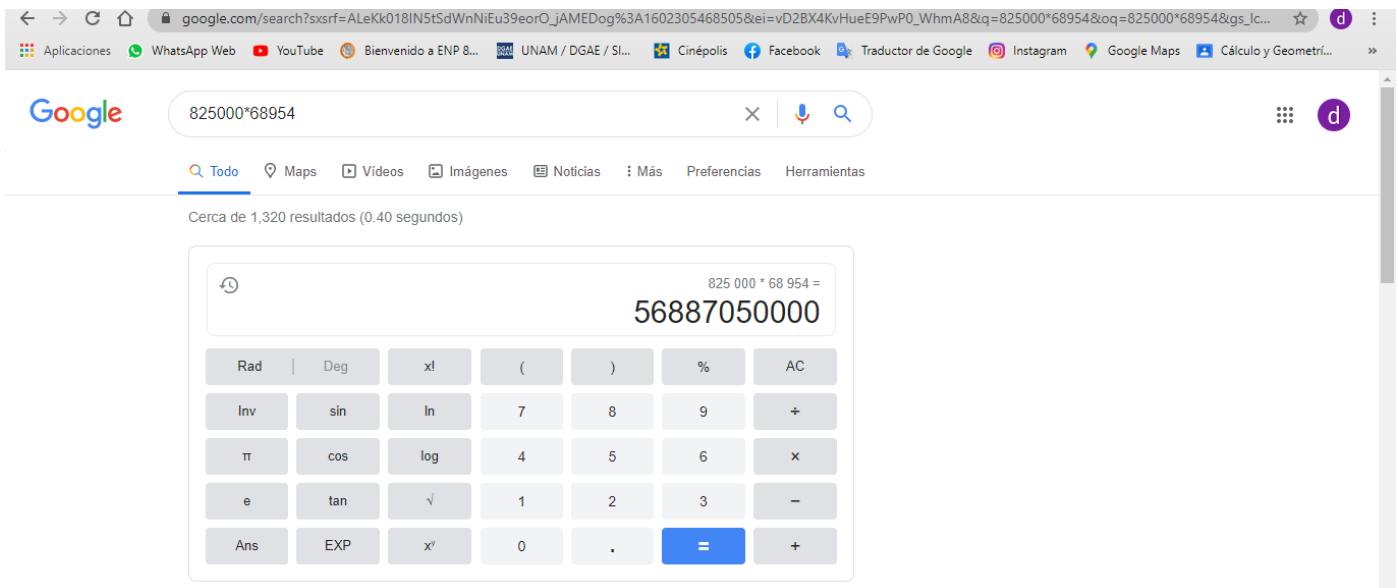 google.com/search?sxsrf=ALeKk018IN5tSdWnNiEu39eorO_jAMEDog%3A1602305468505&ei=vD2BX4KvHueE9PwP0_WhmA8&q=825000*68954&oq=825000*68954&gs_lc... d
Aplicaciones WhatsApp Web YouTube Bienvenido a ENP 8... UNAM / DGAE / SI... Cinépolis Facebook Traductor de Google Instagram Google Maps Cálculo y Geometrí... »
Google 825000*68954 d
Todo Maps Vídeos Imágenes Noticias Más Preferencias Herramientas
Cerca de 1,320 resultados (0.40 segundos)
825 000 * 68 954 =
56887050000
Rad | Deg x! ( ) % AC
Inv sin ln 7 8 9 ÷
π cos log 4 5 6 ×
e tan √ 1 2 3 −
Ans EXP xʸ 0 . = +